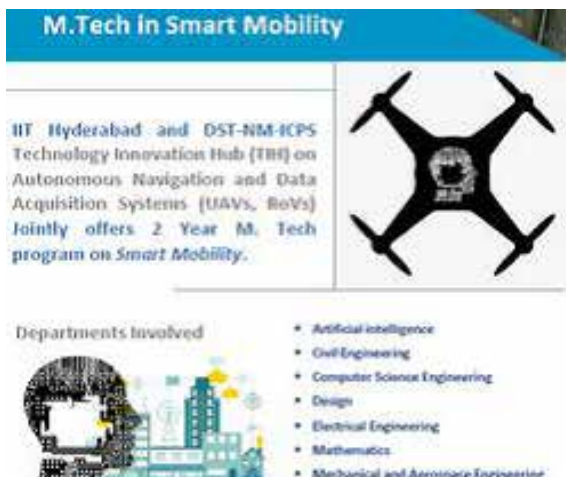 M.Tech in Smart Mobility
IIT Hyderabad and DST-NM-ICPS
Technology Innovation Hub (TIH) on
Autonomous Navigation and Data
Acquisition Systems (UAVs, RoVs)
Jointly offers 2 Year M. Tech
program on Smart Mobility.
Departments Involved
• Artificial intelligence
• Civil Engineering
• Computer Science Engineering
• Design
• Electrical Engineering
• Mathematics
• Mechanical and Aerospace Engineering